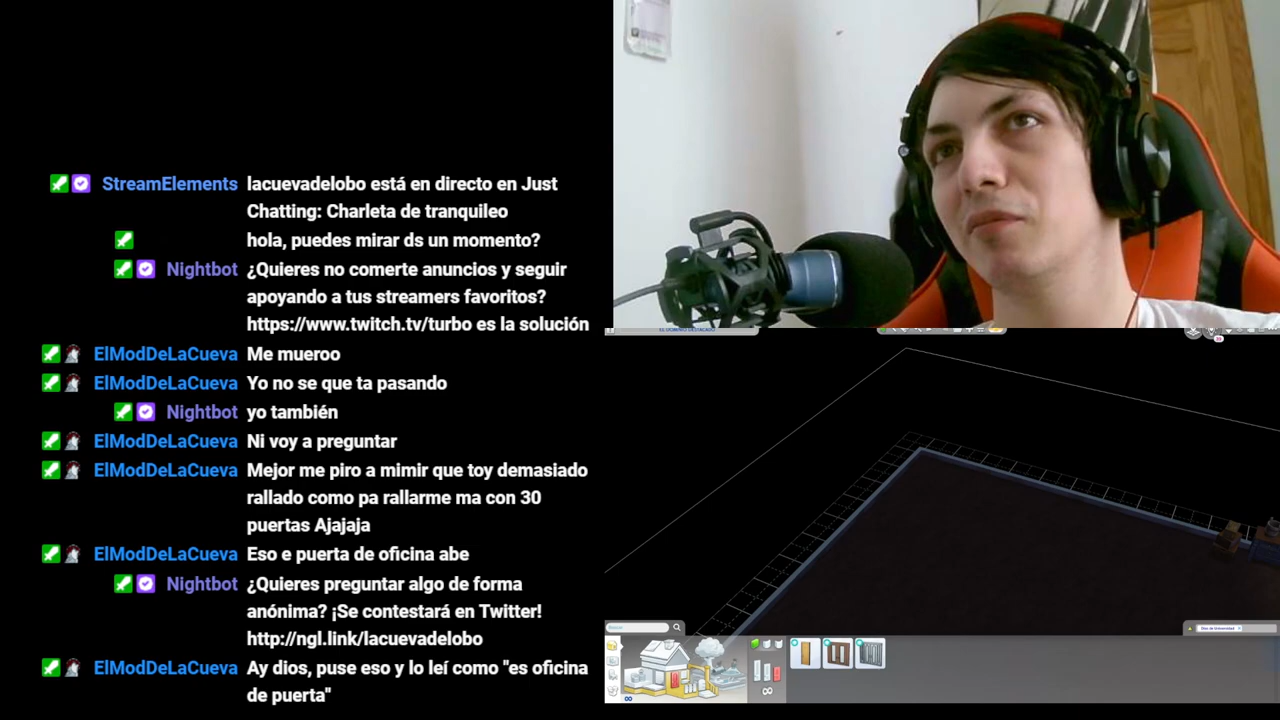 StreamElements lacuevadelobo está en directo en Just
Chatting: Charleta de tranquileo
hola, puedes mirar ds un momento?
Nightbot ¿Quieres no comerte anuncios y seguir
apoyando a tus streamers favoritos?
https://www.twitch.tv/turbo es la solución
ElModDeLaCueva Me mueroo
ElModDeLaCueva Yo no se que ta pasando
Nightbot yo también
ElModDeLaCueva Ni voy a preguntar
ElModDeLaCueva Mejor me piro a mimir que toy demasiado
rallado como pa rallarme ma con 30
puertas Ajajaja
ElModDeLaCueva Eso e puerta de oficina abe
Nightbot ¿Quieres preguntar algo de forma
anónima? ¡Se contestará en Twitter!
http://ngl.link/lacuevadelobo
ElModDeLaCueva Ay dios, puse eso y lo leí como "es oficina
de puerta"